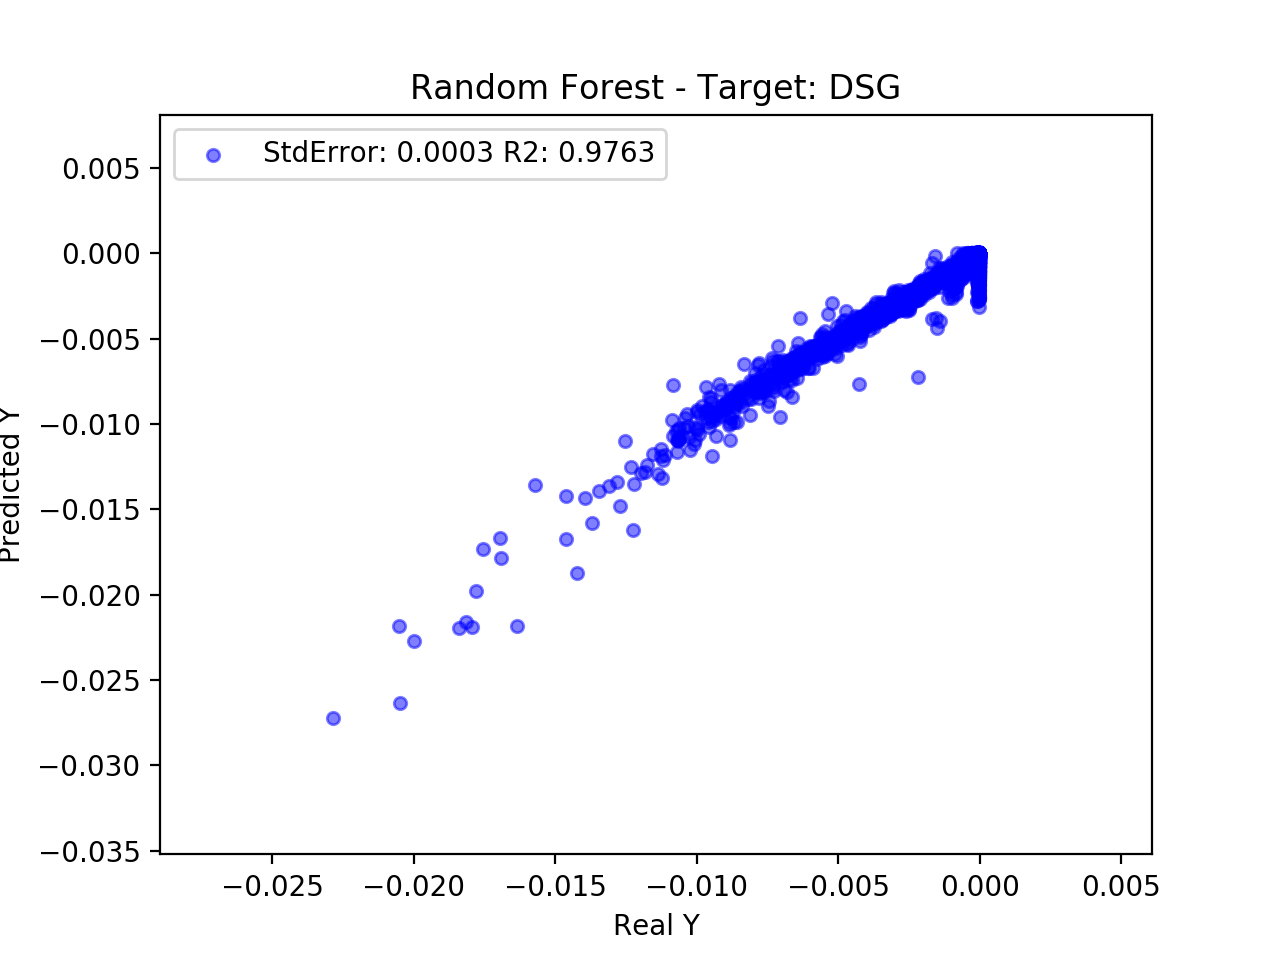 Random Forest - Target: DSG
StdError: 0.0003 R2: 0.9763
0.005
0.000
−0.005
−0.010
−0.015
−0.020
−0.025
−0.030
−0.035
Predicted Y
−0.025 −0.020 −0.015 −0.010 −0.005 0.000 0.005
Real Y